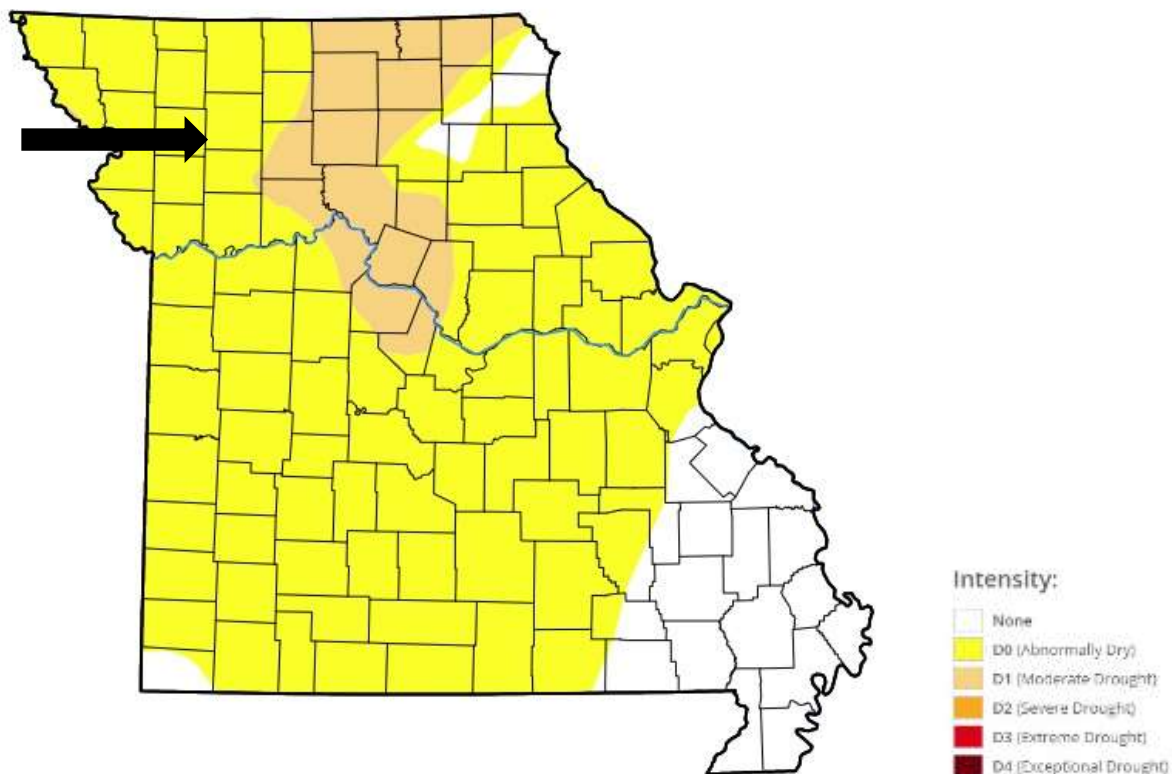 Intensity:
None
D0 (Abnormally Dry)
D1 (Moderate Drought)
D2 (Severe Drought)
D3 (Extreme Drought)
D4 (Exceptional Drought)